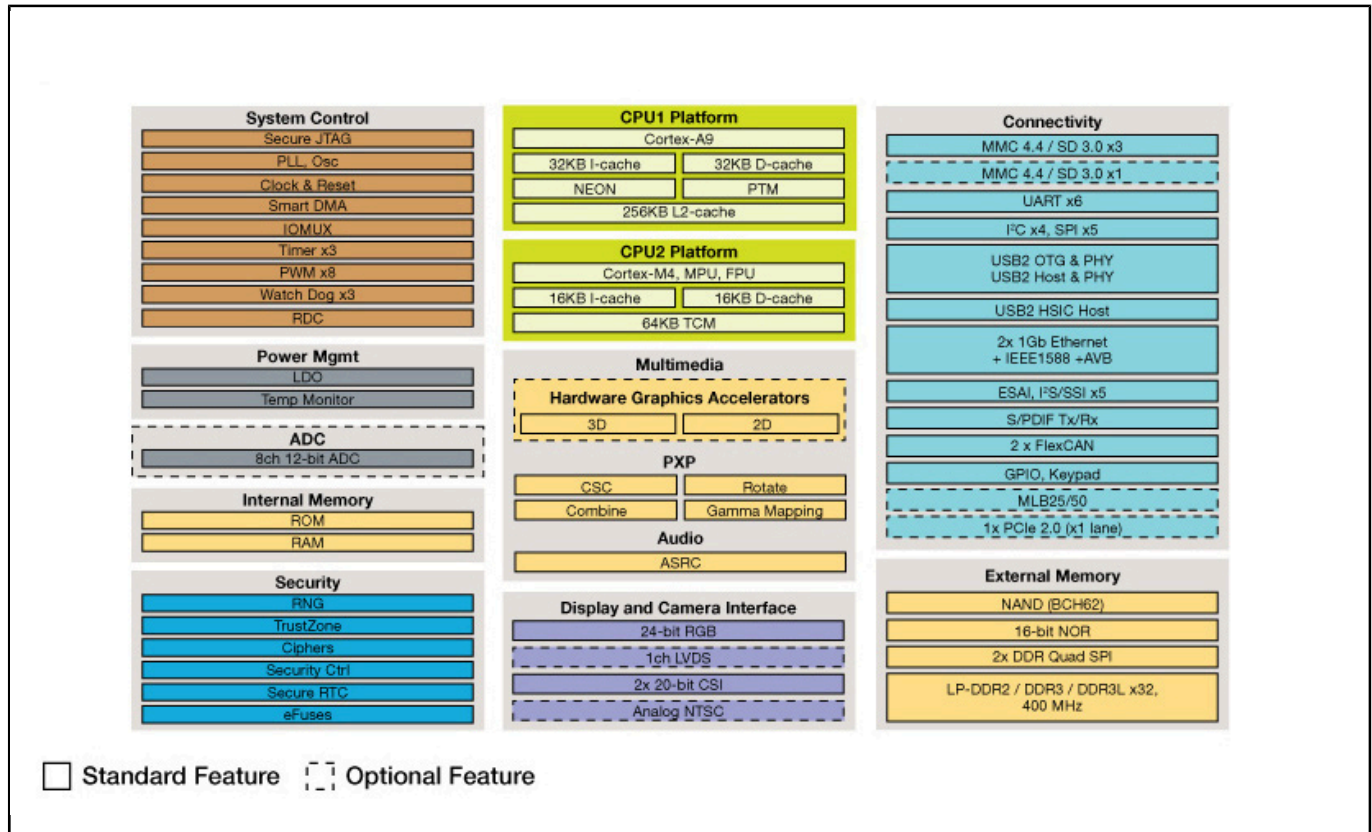 System Control
Secure JTAG
PLL, Osc
Clock & Reset
Smart DMA
IOMUX
Timer x3
PWM x8
Watch Dog x3
RDC
Power Mgmt
LDO
Temp Monitor
ADC
8ch 12-bit ADC
Internal Memory
ROM
RAM
Security
RNG
TrustZone
Ciphers
Security Ctrl
Secure RTC
eFuses
CPU1 Platform
Cortex-A9
32KB I-cache
32KB D-cache
NEON
PTM
256KB L2-cache
CPU2 Platform
Cortex-M4, MPU, FPU
16KB I-cache
16KB D-cache
64KB TCM
Multimedia
Hardware Graphics Accelerators
3D
2D
PXP
CSC
Rotate
Combine
Gamma Mapping
Audio
ASRC
Display and Camera Interface
24-bit RGB
1ch LVDS
2x 20-bit CSI
Analog NTSC
Connectivity
MMC 4.4 / SD 3.0 x3
MMC 4.4 / SD 3.0 x1
UART x6
I²C x4, SPI x5
USB2 OTG & PHY
USB2 Host & PHY
USB2 HSIC Host
2x 1Gb Ethernet
+ IEEE1588 +AVB
ESAI, I²S/SSI x5
S/PDIF Tx/Rx
2 x FlexCAN
GPIO, Keypad
MLB25/50
1x PCIe 2.0 (x1 lane)
External Memory
NAND (BCH62)
16-bit NOR
2x DDR Quad SPI
LP-DDR2 / DDR3 / DDR3L x32,
400 MHz
Standard Feature
Optional Feature